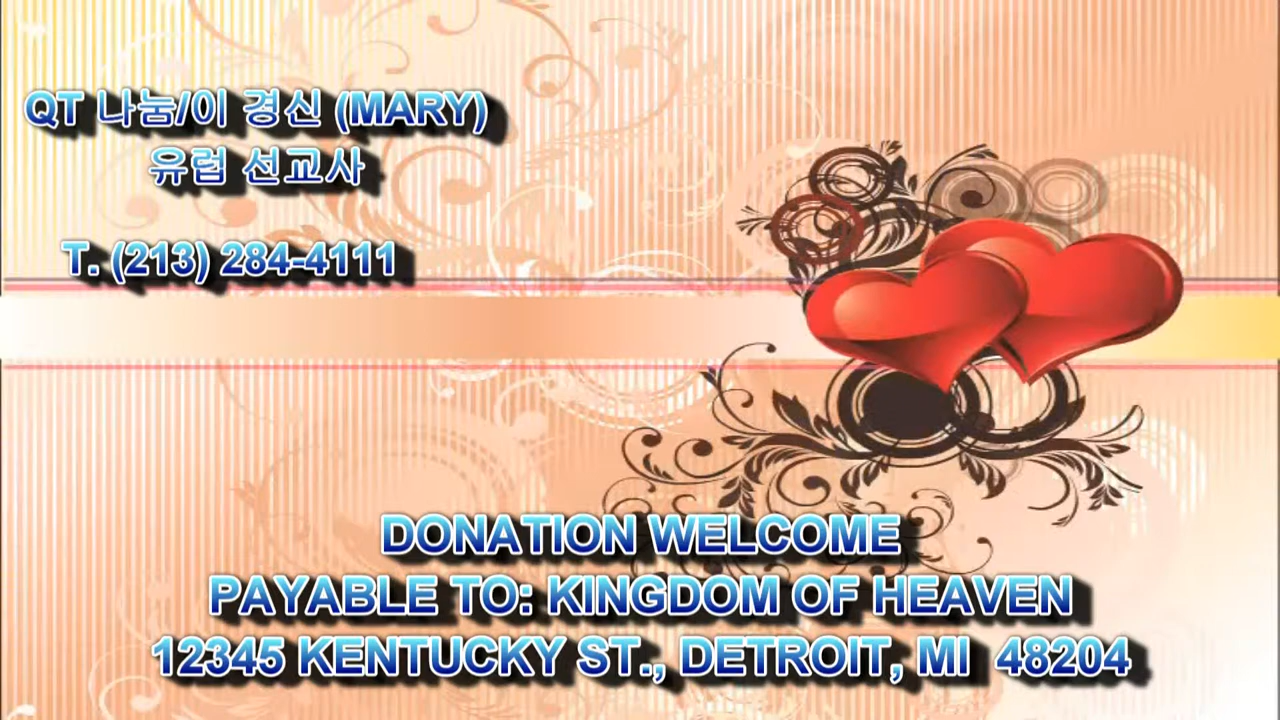 QT 나눔/이 경신 (MARY)
유럽 선교사
T. (213) 284-4111
DONATION WELCOME
PAYABLE TO: KINGDOM OF HEAVEN
12345 KENTUCKY ST., DETROIT, MI 48204